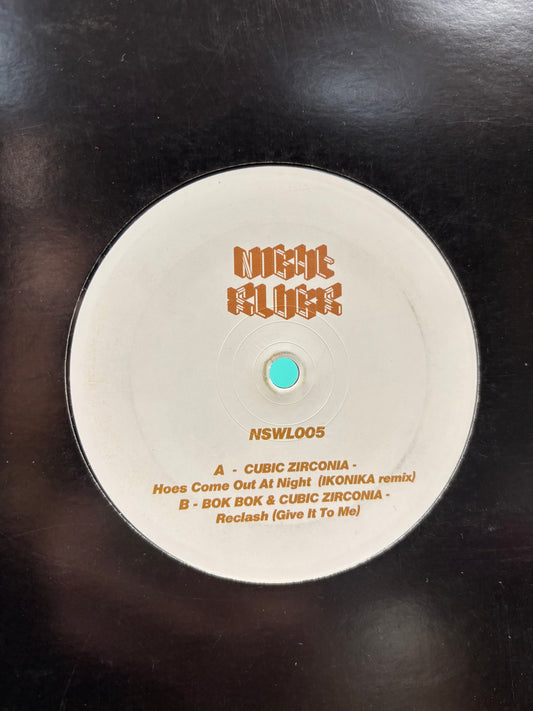 NIGHT
SLUGS
NSWL005
A - CUBIC ZIRCONIA -
Hoes Come Out At Night (IKONIKA remix)
B - BOK BOK & CUBIC ZIRCONIA -
Reclash (Give It To Me)